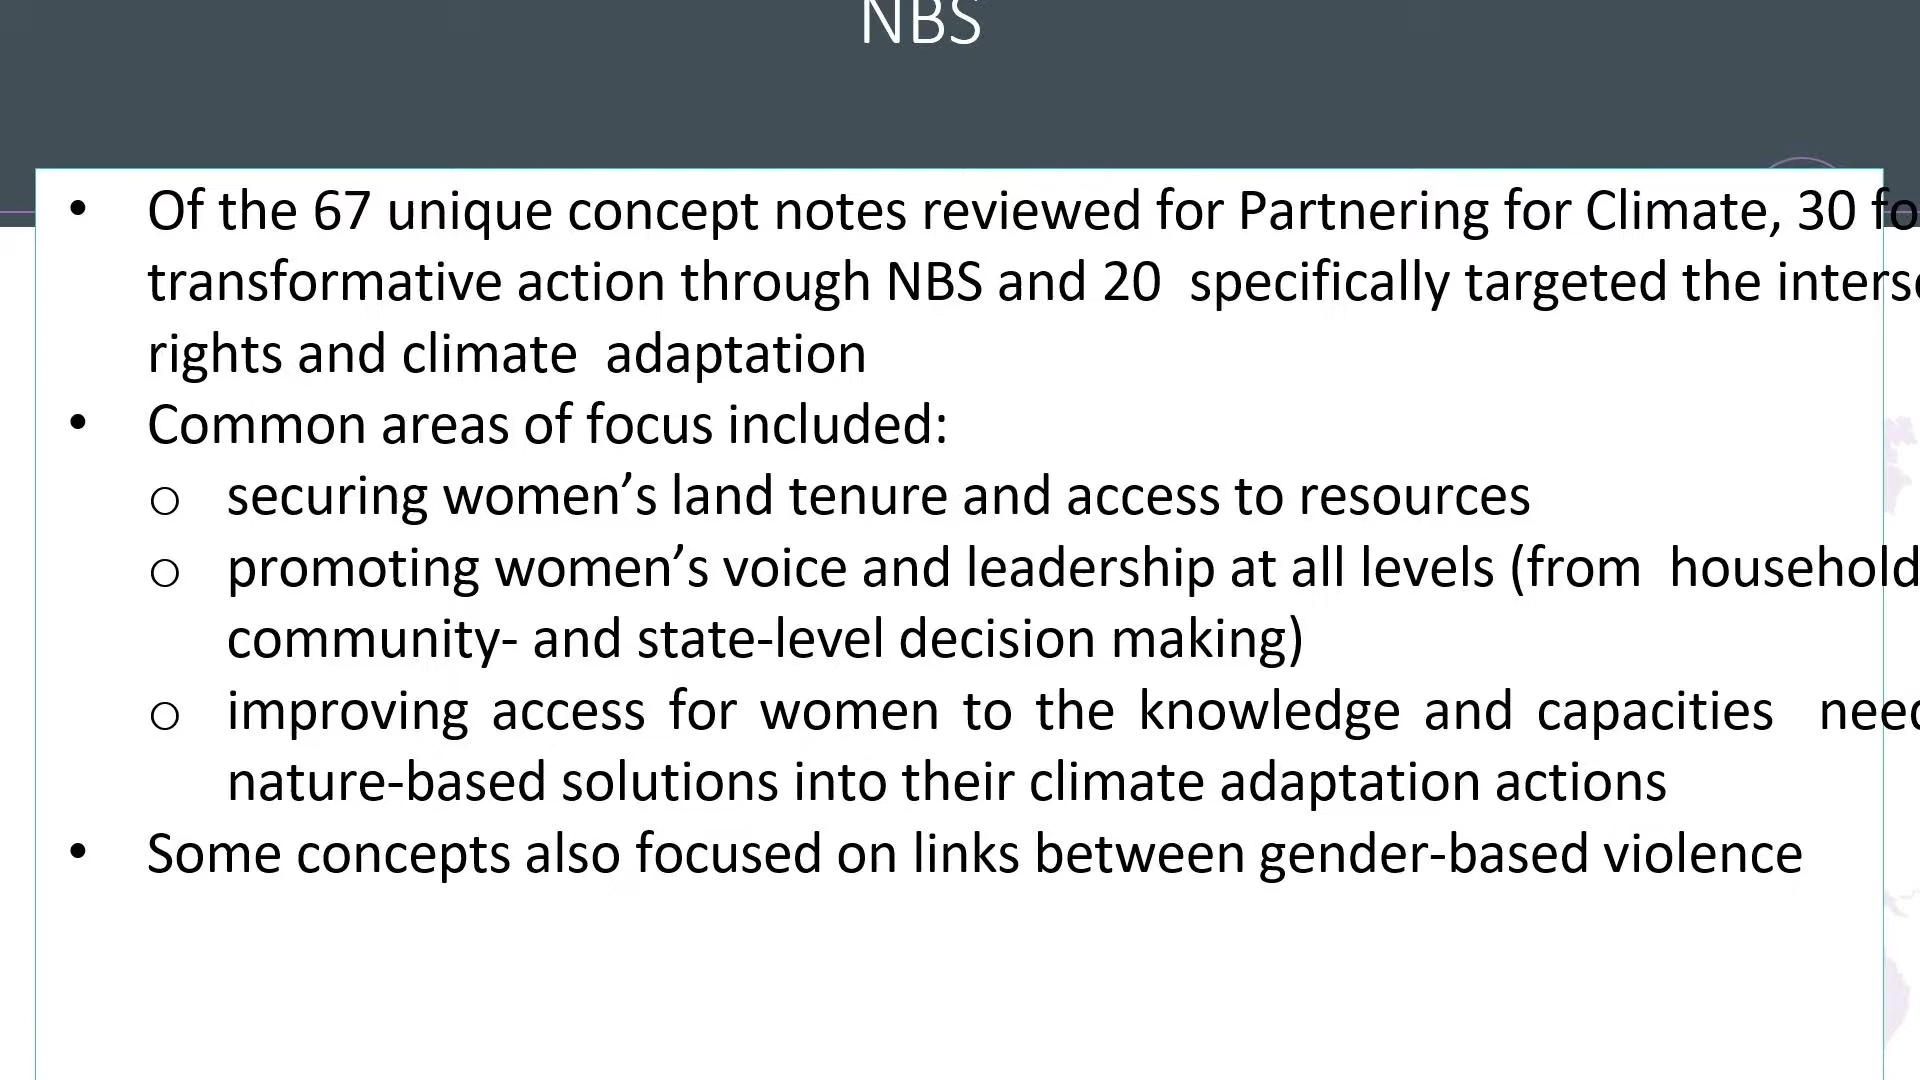 NBS
• Of the 67 unique concept notes reviewed for Partnering for Climate, 30
transformative action through NBS and 20 specifically targeted the
rights and climate adaptation
• Common areas of focus included:
o securing women’s land tenure and access to resources
o promoting women’s voice and leadership at all levels (from household
community- and state-level decision making)
o improving access for women to the knowledge and capacities
nature-based solutions into their climate adaptation actions
• Some concepts also focused on links between gender-based violence